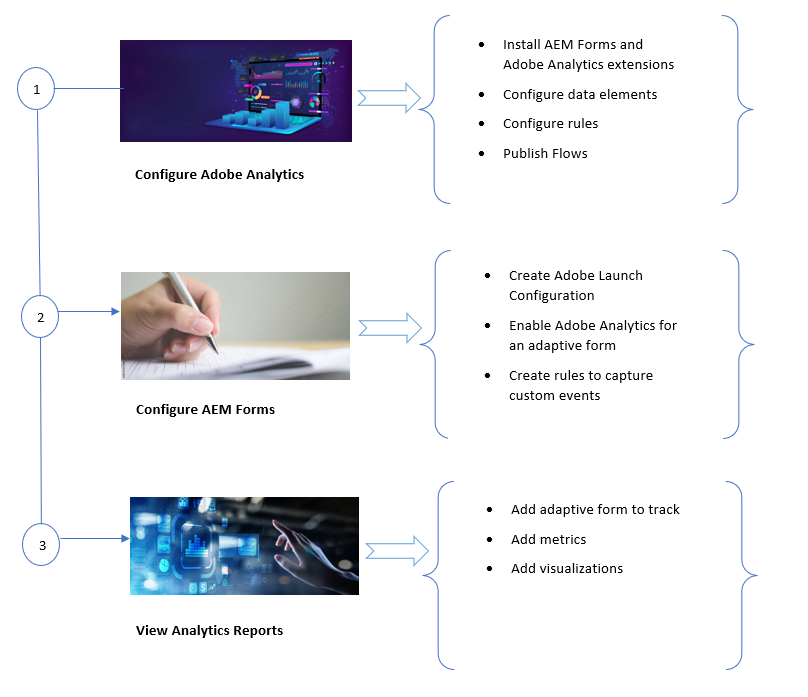 1
Configure Adobe Analytics
Install AEM Forms and
Adobe Analytics extensions
Configure data elements
Configure rules
Publish Flows
2
Configure AEM Forms
Create Adobe Launch
Configuration
Enable Adobe Analytics for
an adaptive form
Create rules to capture
custom events
3
View Analytics Reports
Add adaptive form to track
Add metrics
Add visualizations